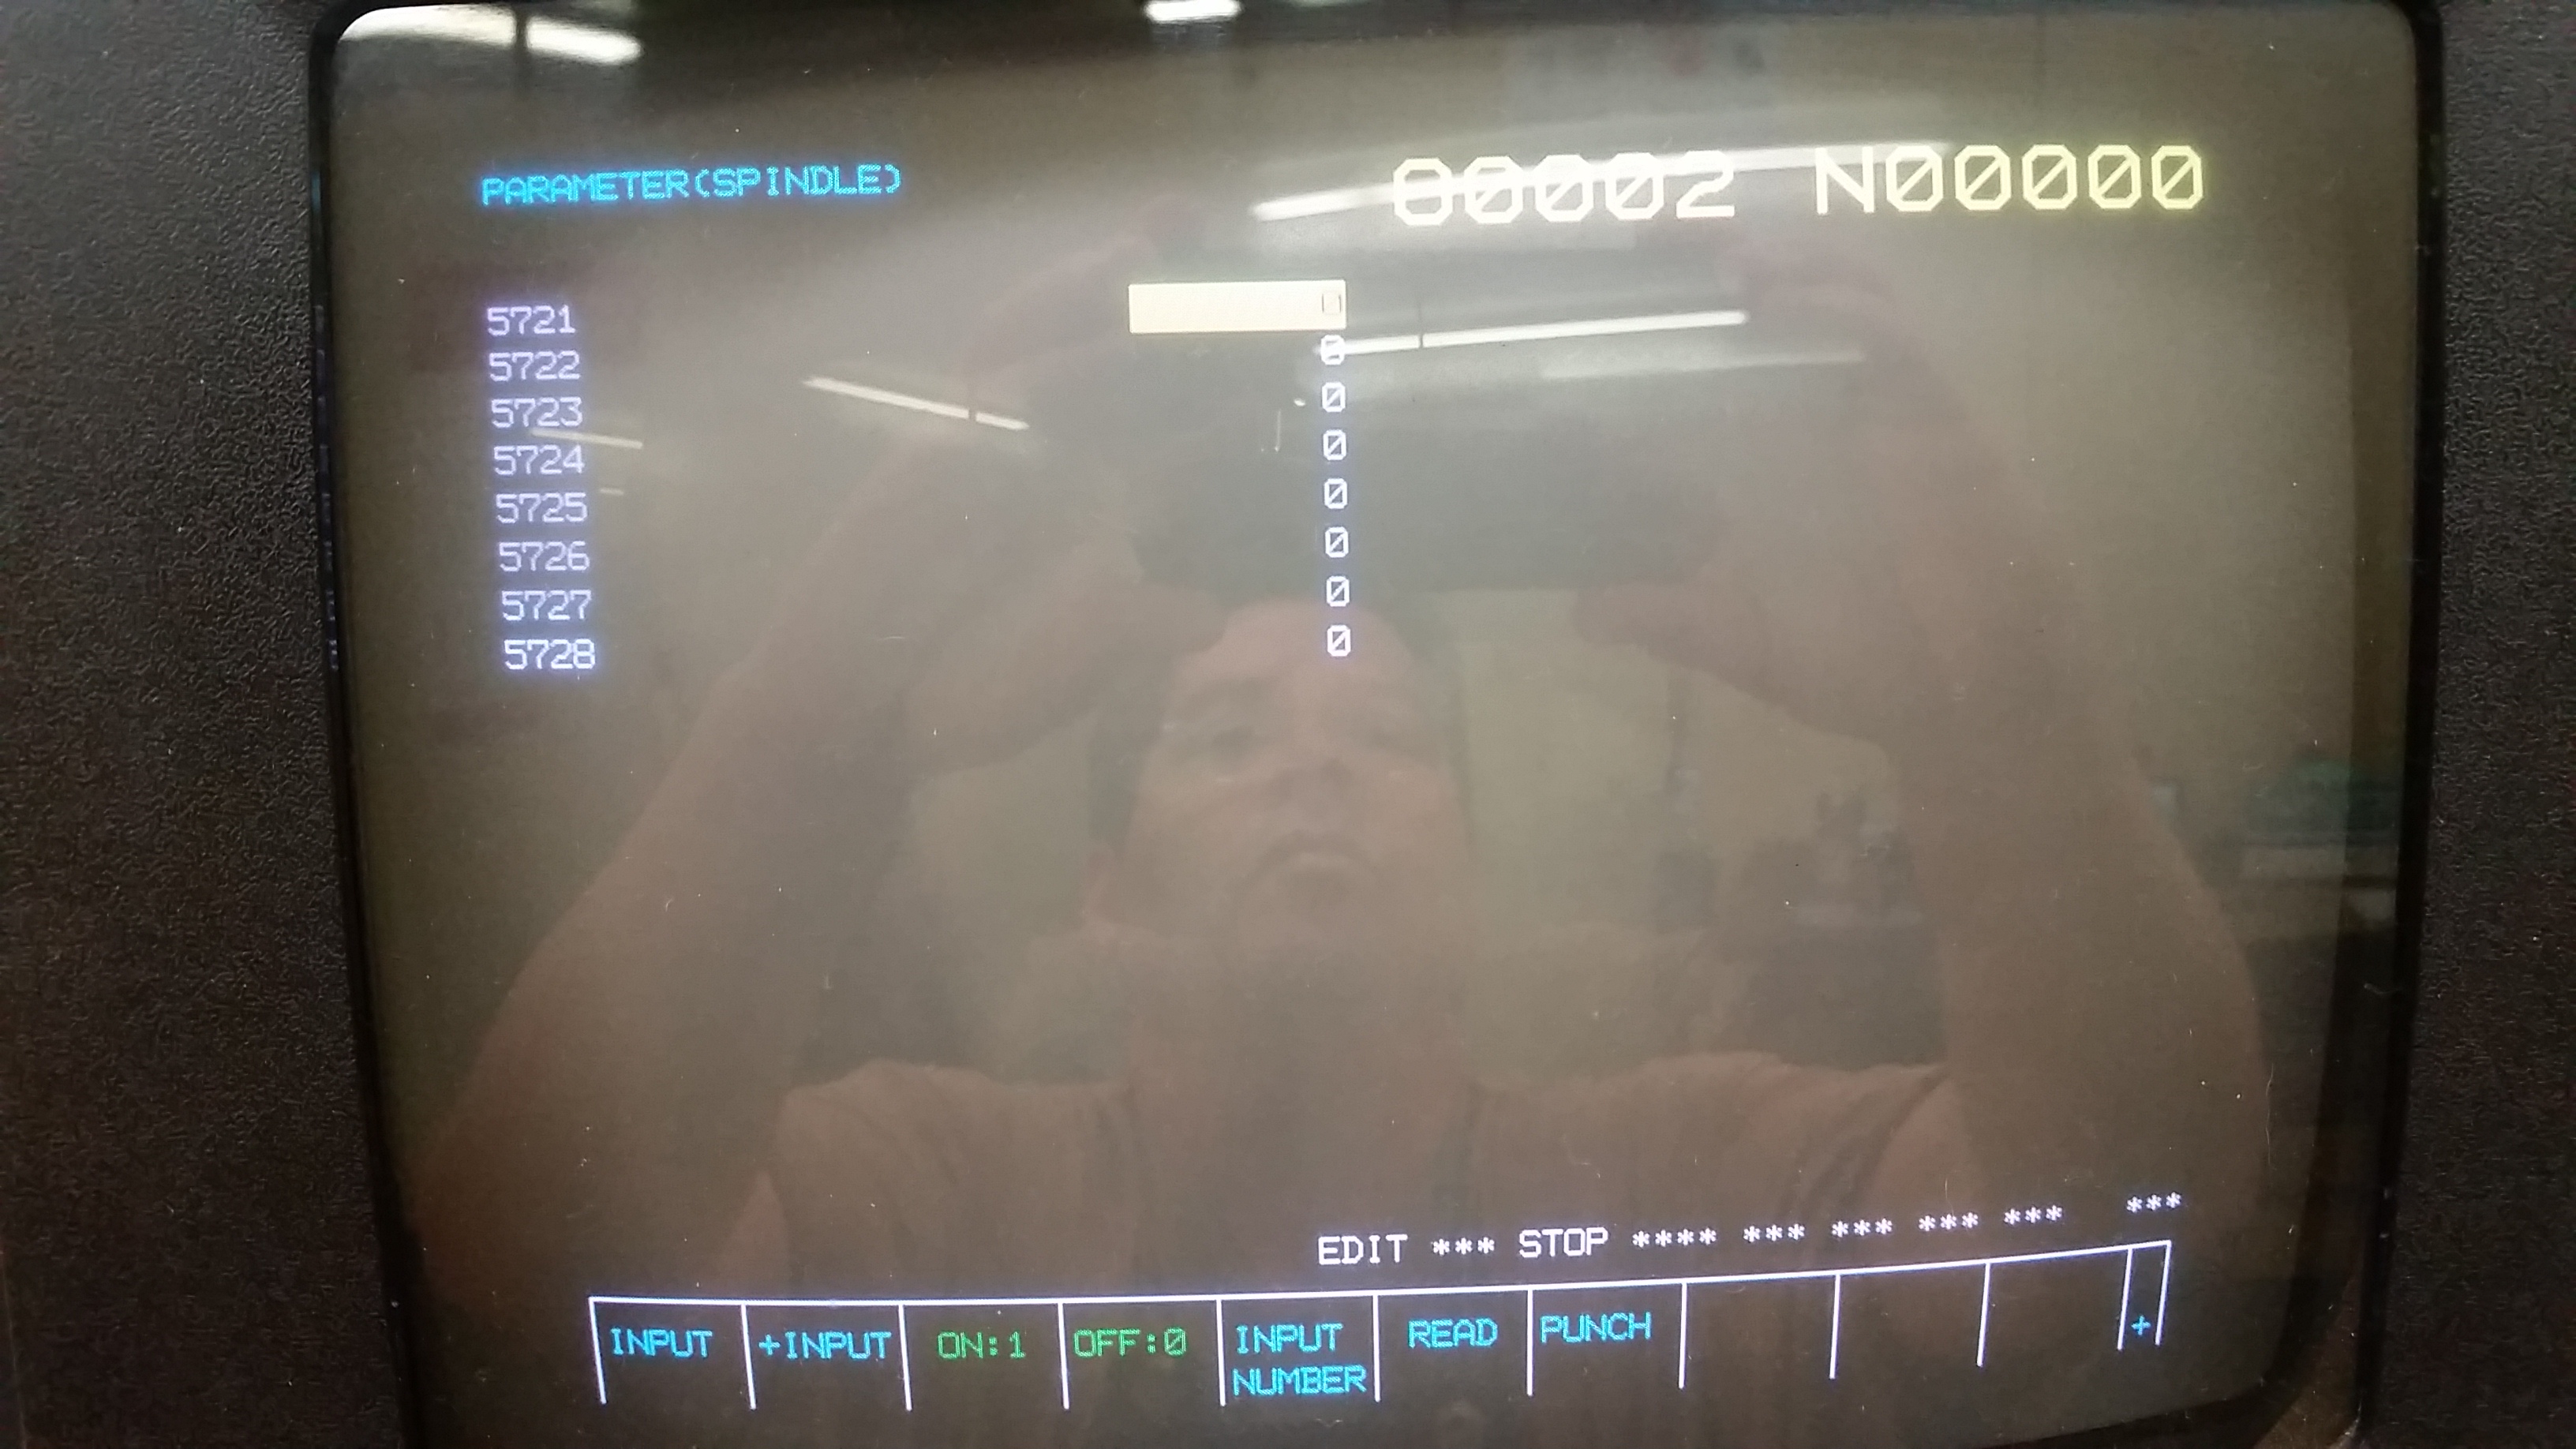 PARAMETER(SPINDLE) O0002 N00000
5721 0
5722 0
5723 0
5724 0
5725 0
5726 0
5727 0
5728 0
EDIT *** STOP **** *** *** *** *** ***
INPUT +INPUT ON:1 OFF:0 INPUT NUMBER READ PUNCH +